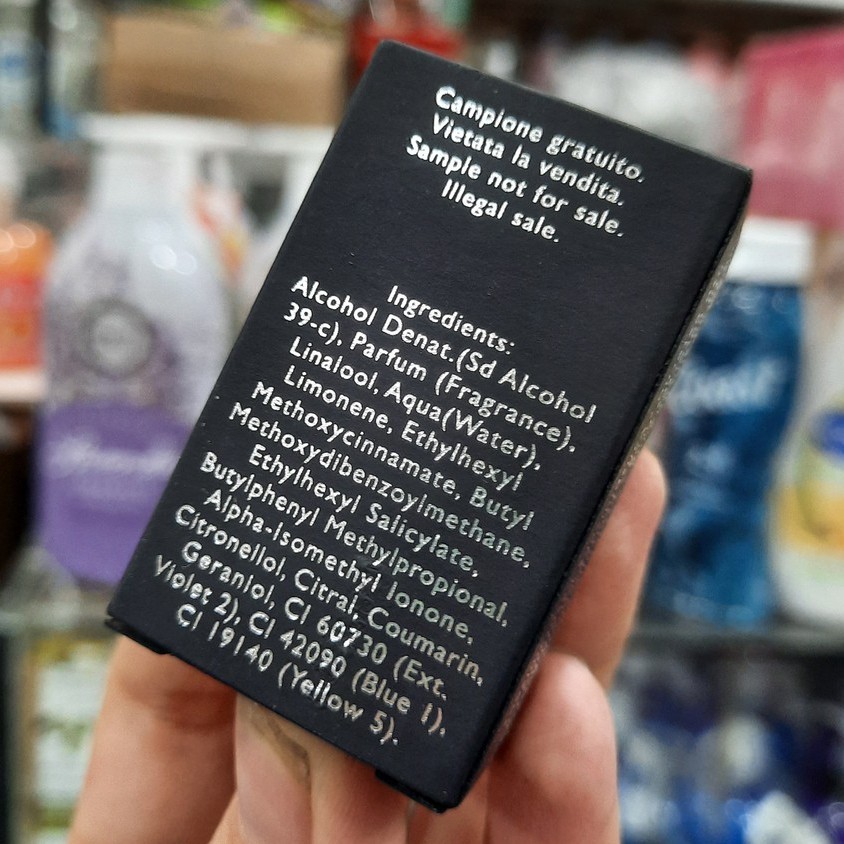 Campione gratuito.
Vietata la vendita.
Sample not for sale.
Illegal sale.
Ingredients:
Alcohol Denat.(Sd Alcohol
39-c), Parfum (Fragrance),
Linalool, Aqua(Water),
Limonene, Ethylhexyl
Methoxycinnamate, Butyl
Methoxydibenzoylmethane,
Ethylhexyl Salicylate,
Butylphenyl Methylpropional,
Alpha-Isomethyl Ionone,
Citronellol, Citral, Coumarin,
Geraniol, CI 60730 (Ext.
Violet 2), CI 42090 (Blue 1),
CI 19140 (Yellow 5).